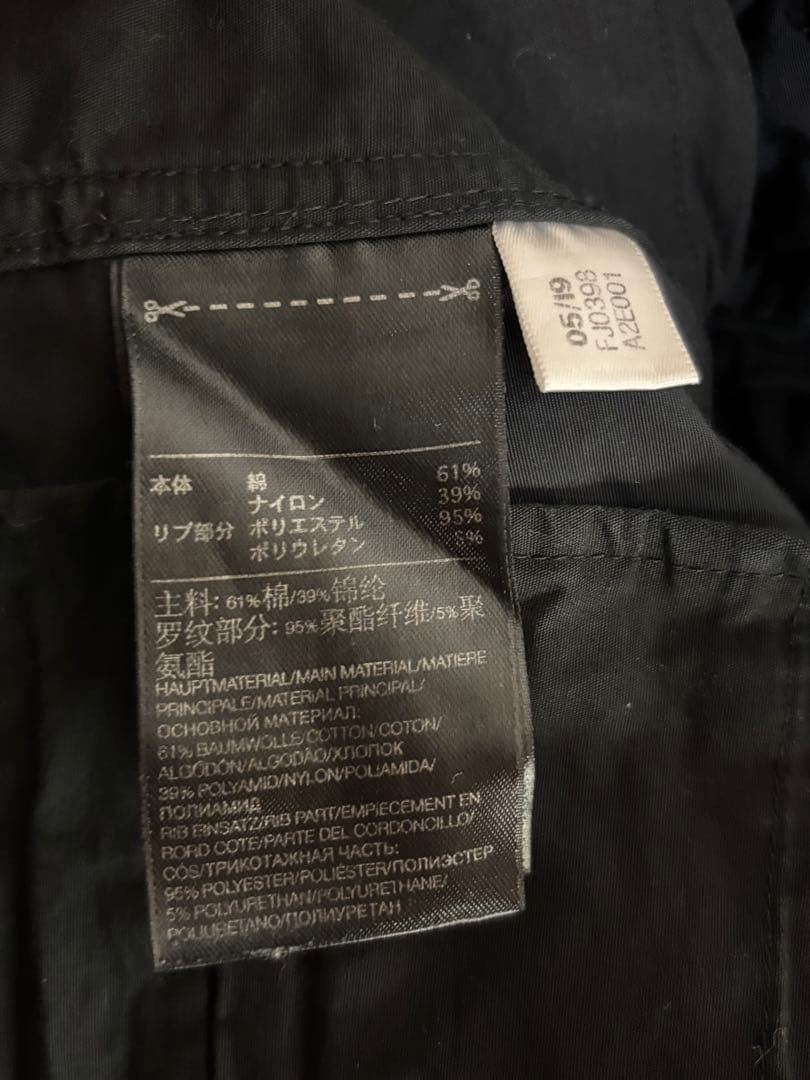 05/19
FJ0398
A2E001
本体 綿 61%
ナイロン 39%
リブ部分 ポリエステル 95%
ポリウレタン 5%
主料: 61%棉/39%锦纶
罗纹部分: 95%聚酯纤维/5%聚
氨酯
HAUPTMATERIAL/MAIN MATERIAL/MATIERE
PRINCIPALE/MATERIAL PRINCIPAL/
ОСНОВНОЙ МАТЕРИАЛ:
61% BAUMWOLLE/COTTON/COTON/
ALGODÓN/ALGODÃO/ХЛОПОК
39% POLYAMID/NYLON/POLIAMIDA/
ПОЛИАМИД
RIB EINSATZ/RIB PART/EMPIECEMENT EN
BORD COTE/PARTE DEL CORDONCILLO/
CÓS/ТРИКОТАЖНАЯ ЧАСТЬ:
95% POLYESTER/POLIÉSTER/ПОЛИЭСТЕР
5% POLYURETHAN/POLYURETHANE/
POLIURETANO/ПОЛИУРЕТАН